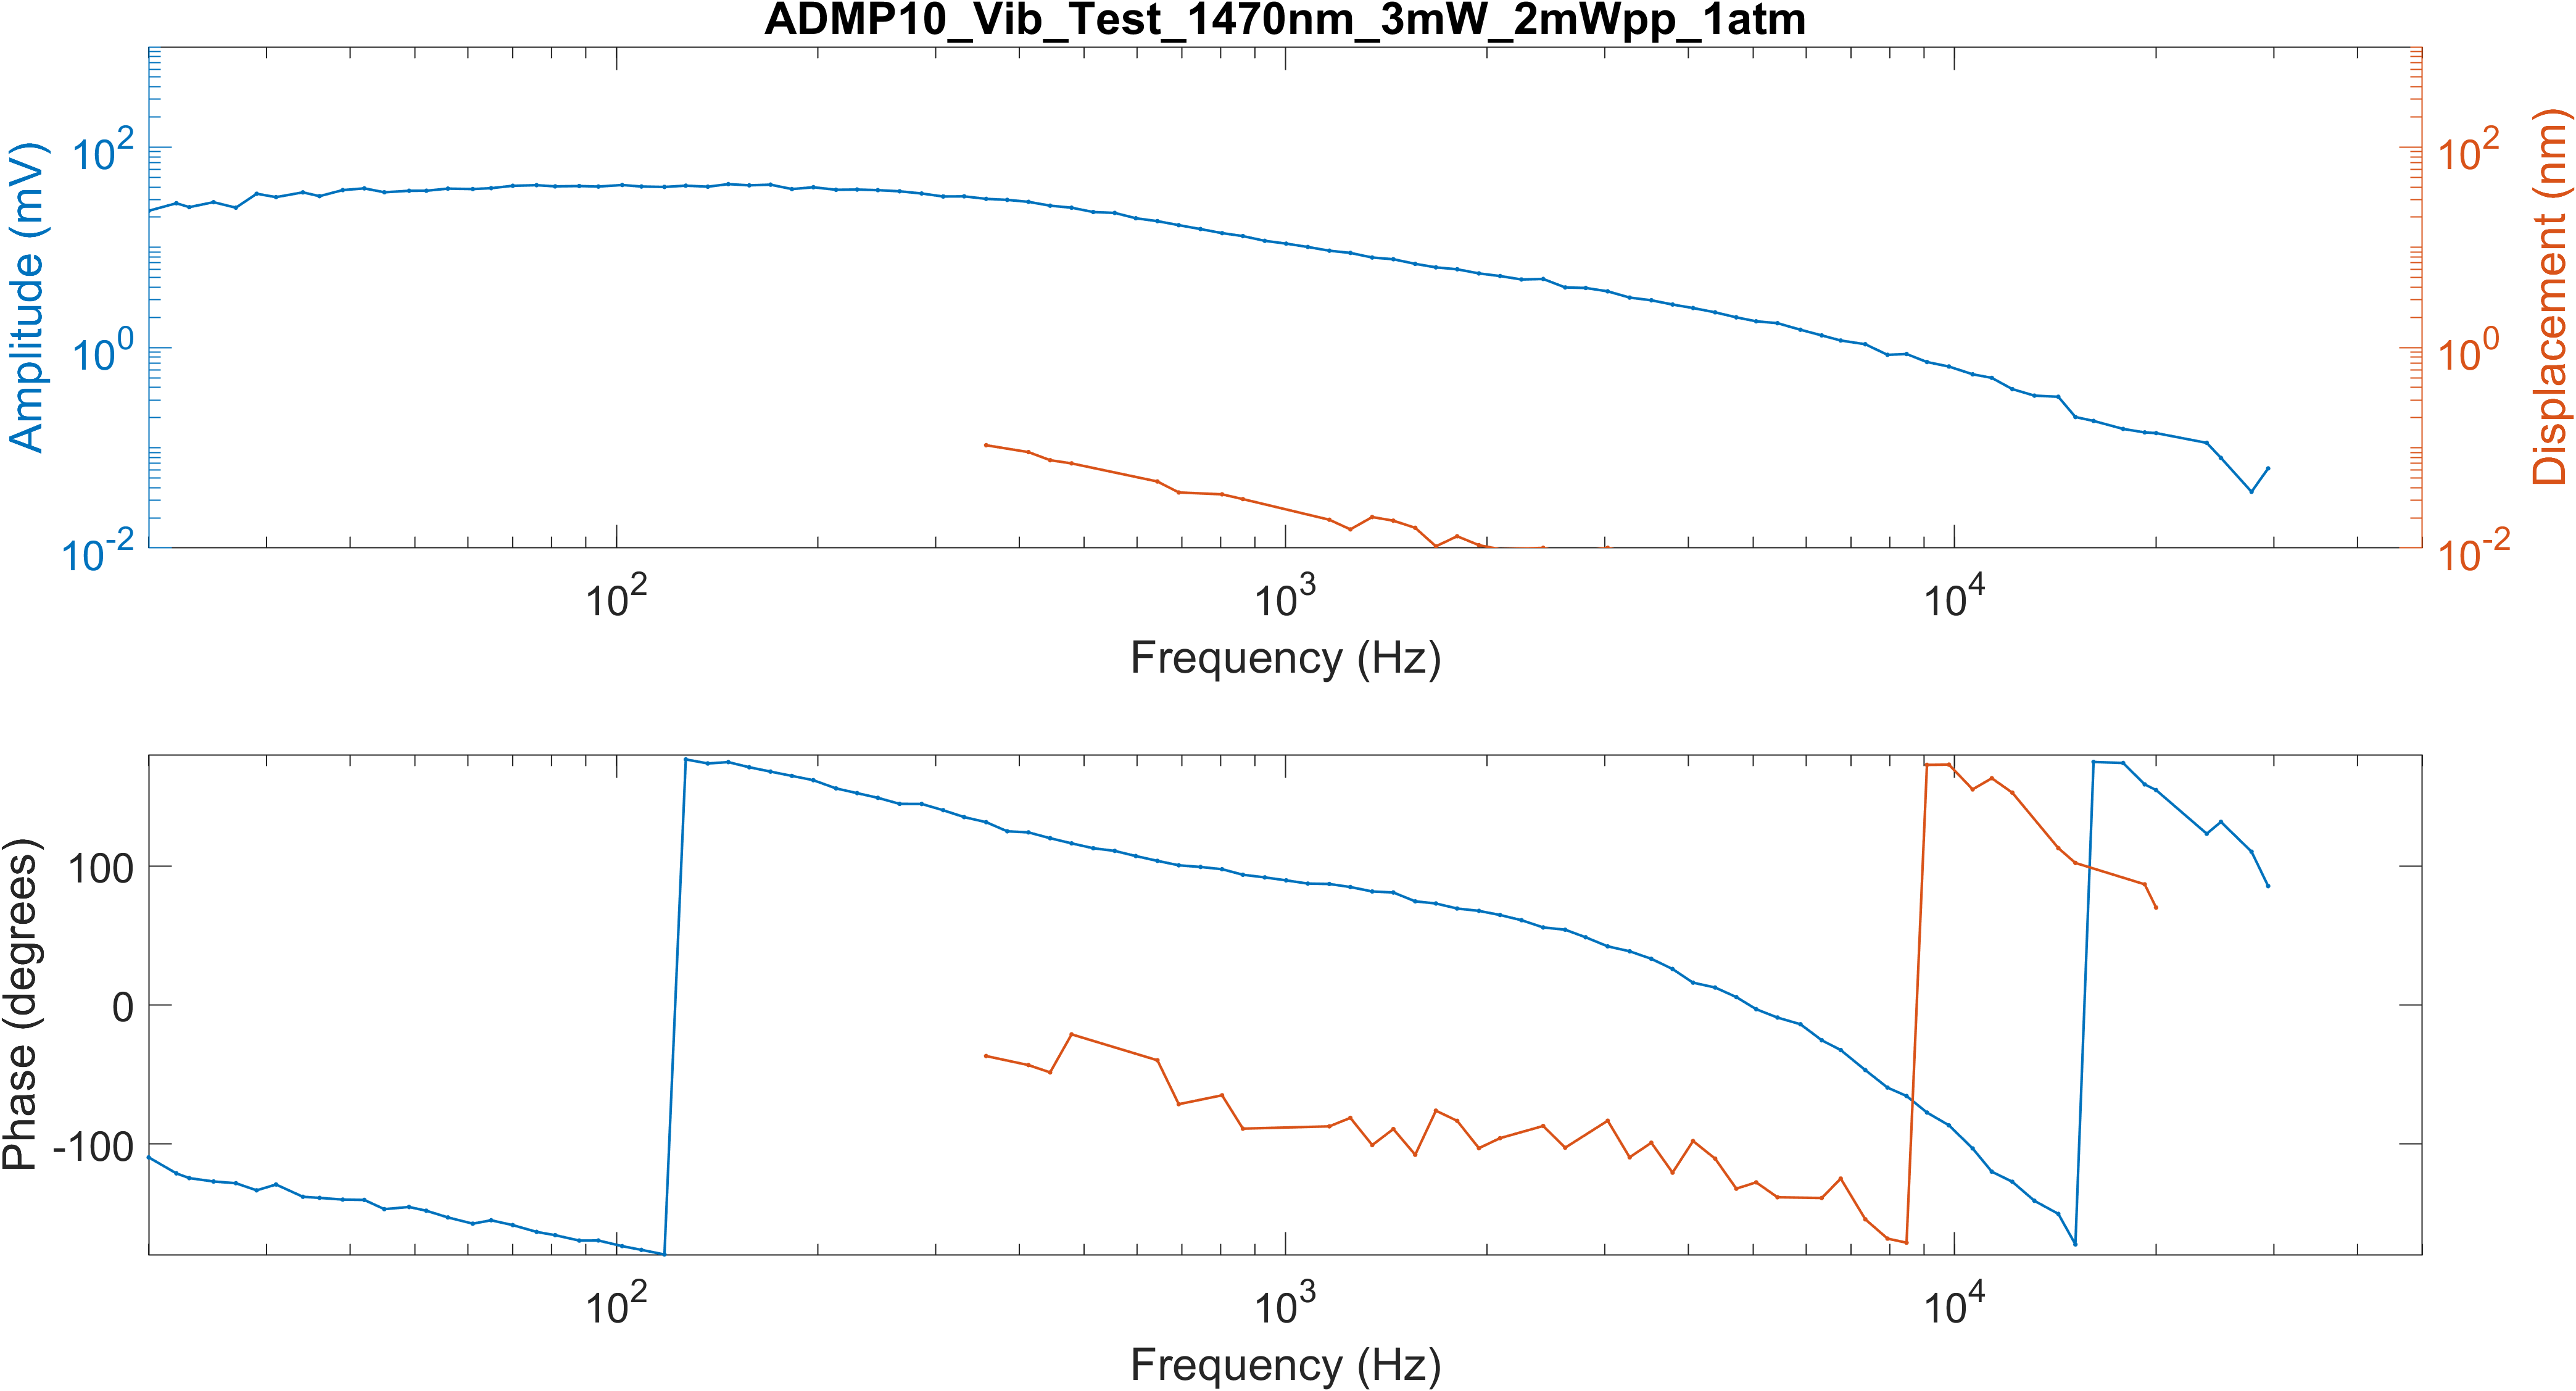 ADMP10_Vib_Test_1470nm_3mW_2mWpp_1atm
Amplitude (mV)
10^2
10^0
10^-2
Displacement (nm)
10^2
10^0
10^-2
10^2
10^3
10^4
Frequency (Hz)
Phase (degrees)
100
0
-100
10^2
10^3
10^4
Frequency (Hz)